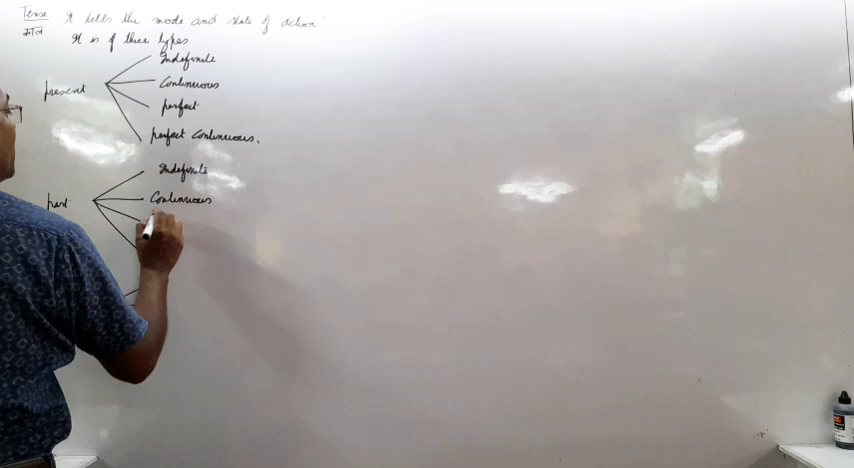 Tense It tells the mode and state of action.
काल It is of three types
present
Indefinite
Continuous
perfect
perfect Continuous.
past
Indefinite
Continuous